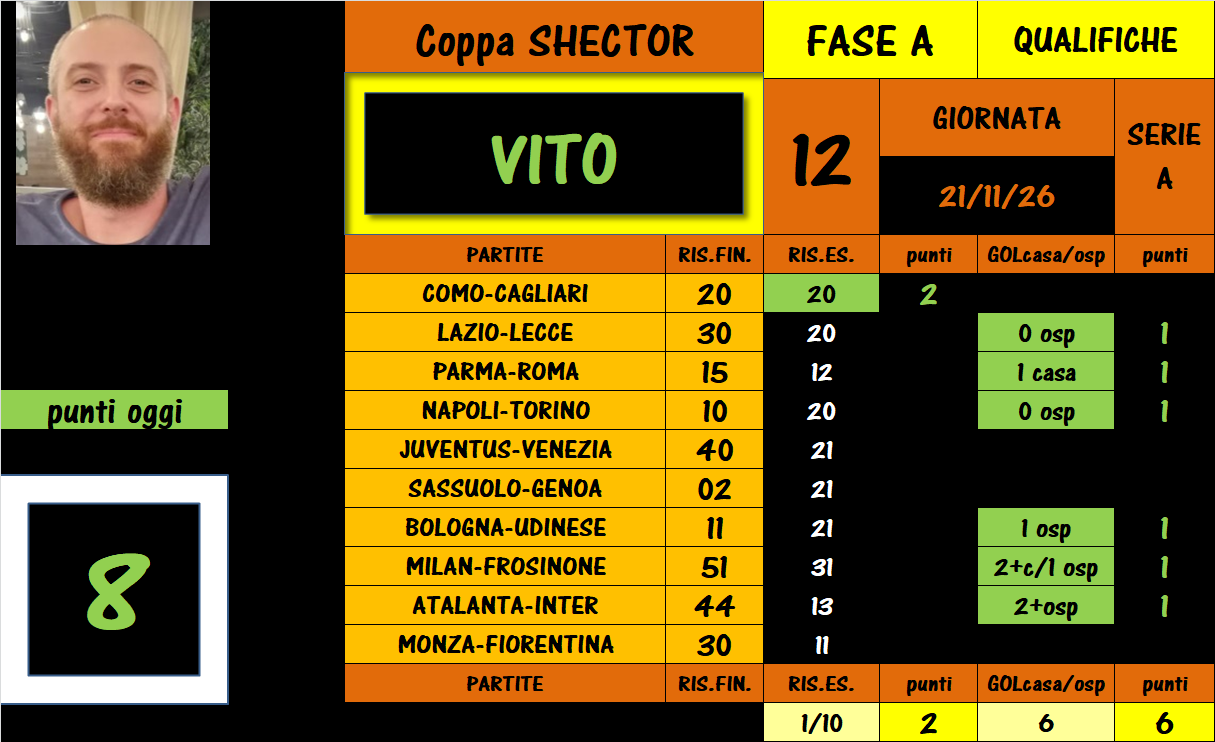 Coppa SHECTOR FASE A QUALIFICHE
VITO 12 GIORNATA SERIE A
21/11/26
PARTITE RIS.FIN. RIS.ES. punti GOLcasa/osp punti
COMO-CAGLIARI 20 20 2
LAZIO-LECCE 30 20 0 osp 1
PARMA-ROMA 15 12 1 casa 1
punti oggi
NAPOLI-TORINO 10 20 0 osp 1
JUVENTUS-VENEZIA 40 21
SASSUOLO-GENOA 02 21
BOLOGNA-UDINESE 11 21 1 osp 1
MILAN-FROSINONE 51 31 2+c/1 osp 1
8
ATALANTA-INTER 44 13 2+osp 1
MONZA-FIORENTINA 30 11
PARTITE RIS.FIN. RIS.ES. punti GOLcasa/osp punti
1/10 2 6 6